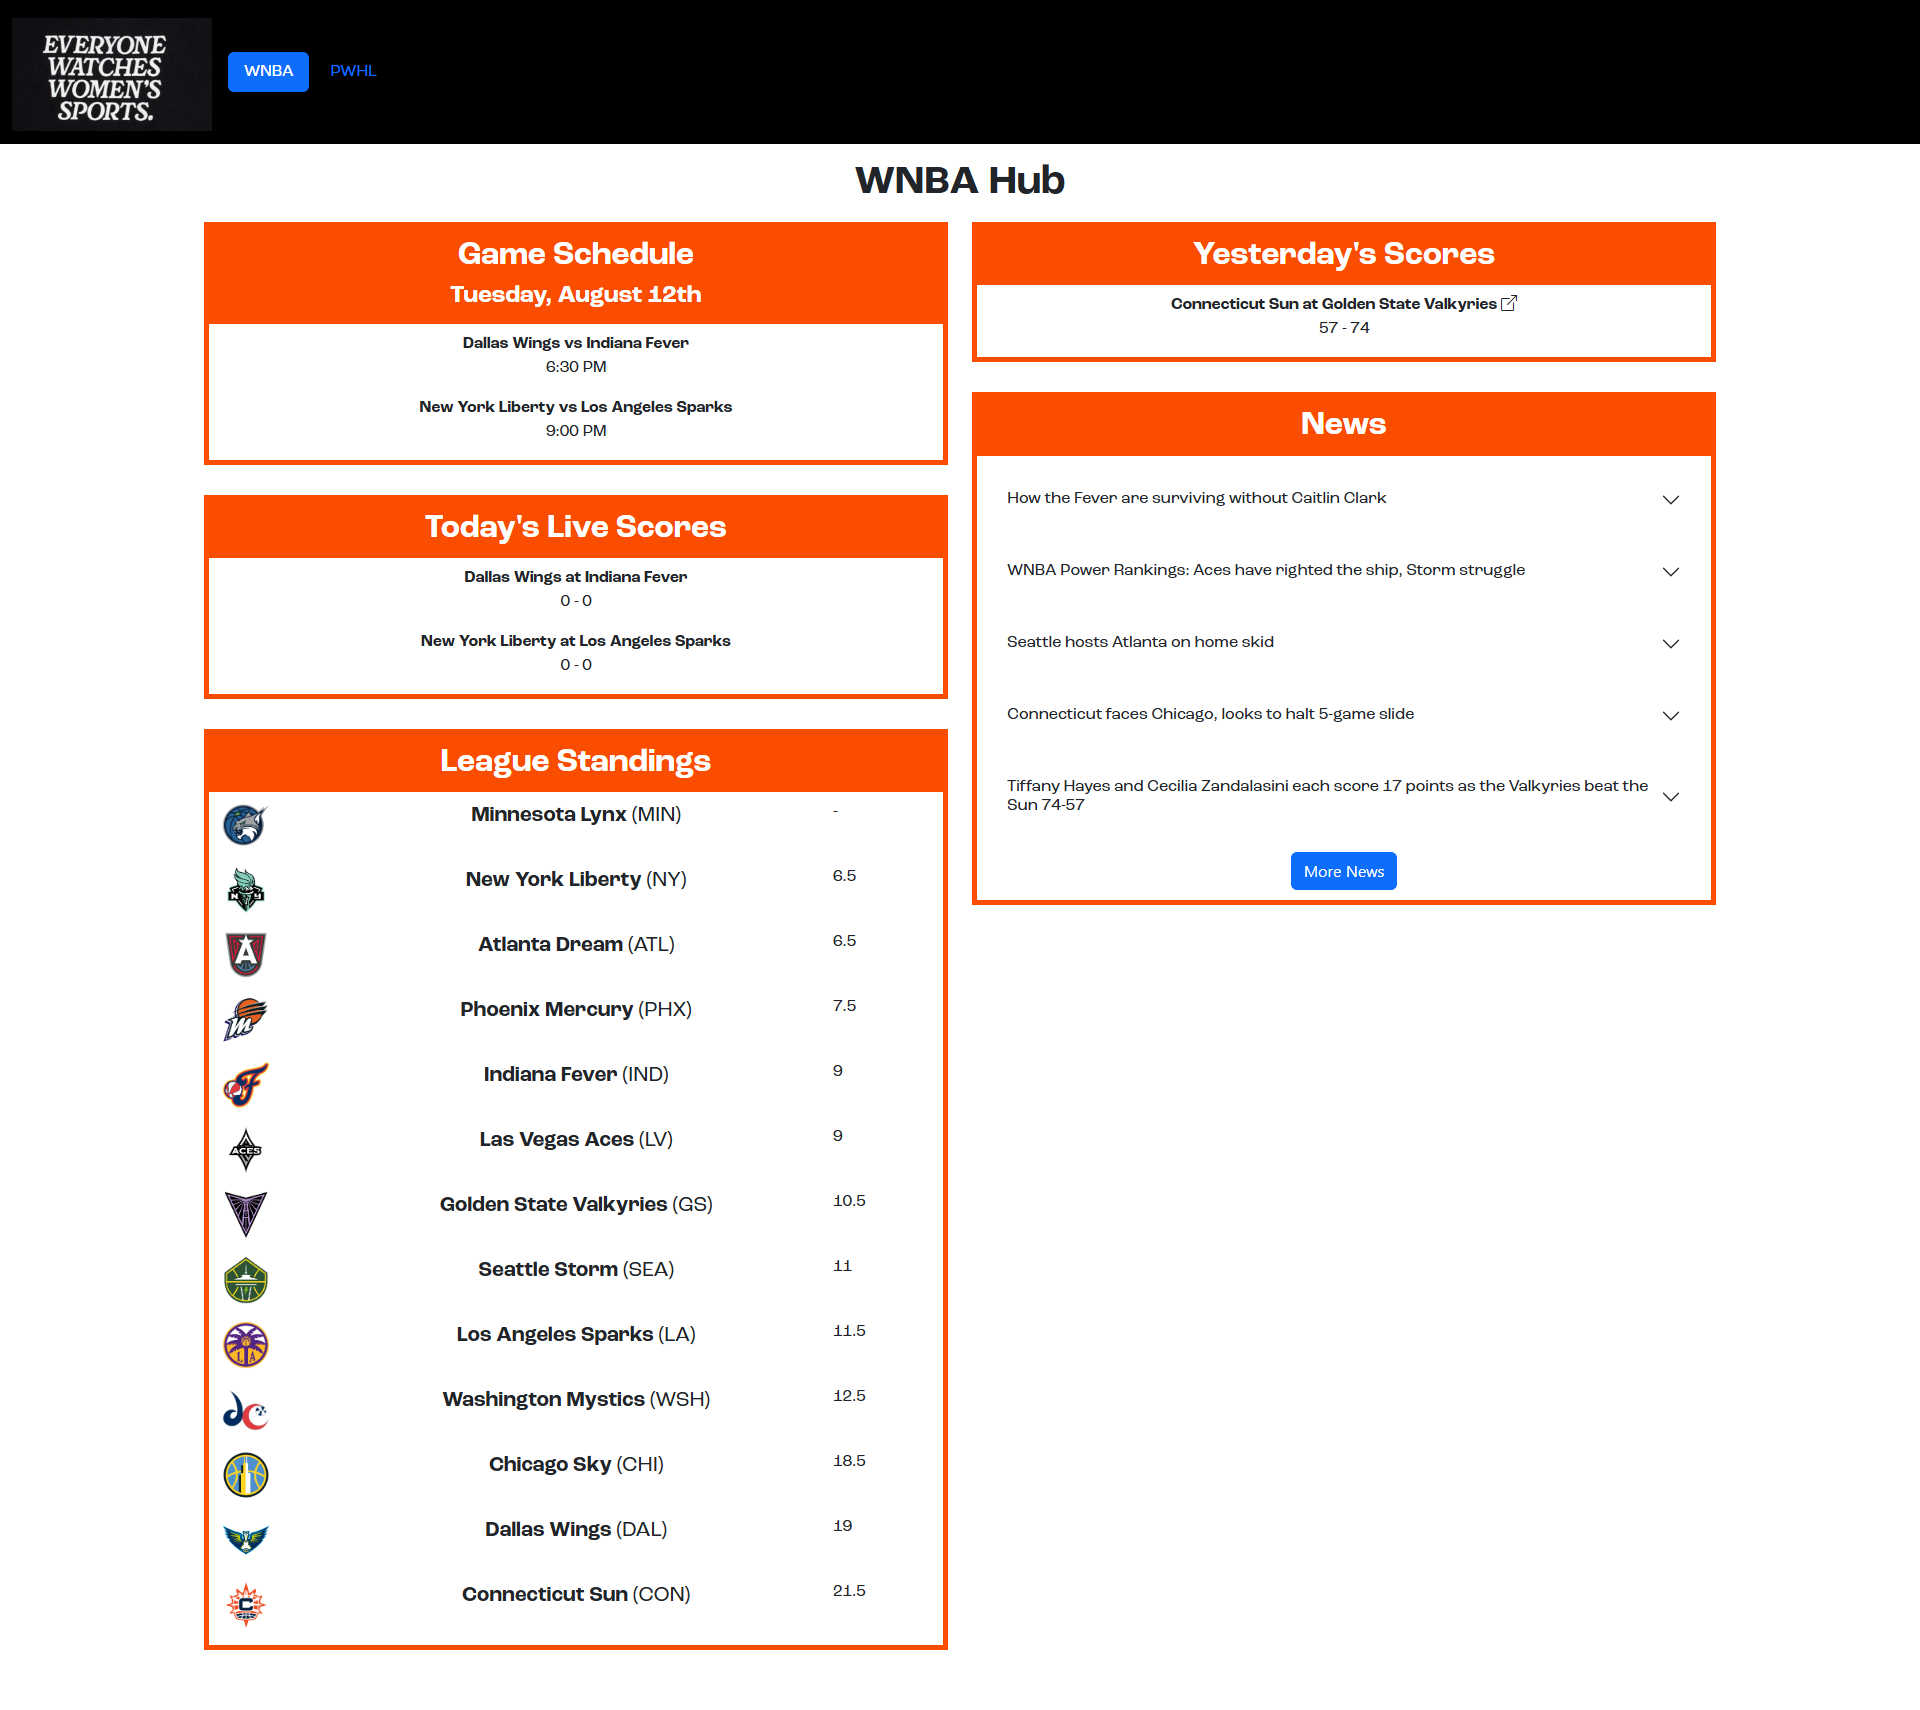 EVERYONE
WATCHES
WOMEN'S
SPORTS.
WNBA
PWHL
WNBA Hub
Game Schedule
Tuesday, August 12th
Dallas Wings vs Indiana Fever
6:30 PM
New York Liberty vs Los Angeles Sparks
9:00 PM
Today's Live Scores
Dallas Wings at Indiana Fever
0 - 0
New York Liberty at Los Angeles Sparks
0 - 0
League Standings
Minnesota Lynx (MIN) -
NY
New York Liberty (NY) 6.5
A
Atlanta Dream (ATL) 6.5
M
Phoenix Mercury (PHX) 7.5
F
Indiana Fever (IND) 9
ACES
Las Vegas Aces (LV) 9
Golden State Valkyries (GS) 10.5
Seattle Storm (SEA) 11
LA
Los Angeles Sparks (LA) 11.5
dc
Washington Mystics (WSH) 12.5
Chicago Sky (CHI) 18.5
Dallas Wings (DAL) 19
C
Connecticut Sun (CON) 21.5
Yesterday's Scores
Connecticut Sun at Golden State Valkyries
57 - 74
News
How the Fever are surviving without Caitlin Clark
WNBA Power Rankings: Aces have righted the ship, Storm struggle
Seattle hosts Atlanta on home skid
Connecticut faces Chicago, looks to halt 5-game slide
Tiffany Hayes and Cecilia Zandalasini each score 17 points as the Valkyries beat the
Sun 74-57
More News